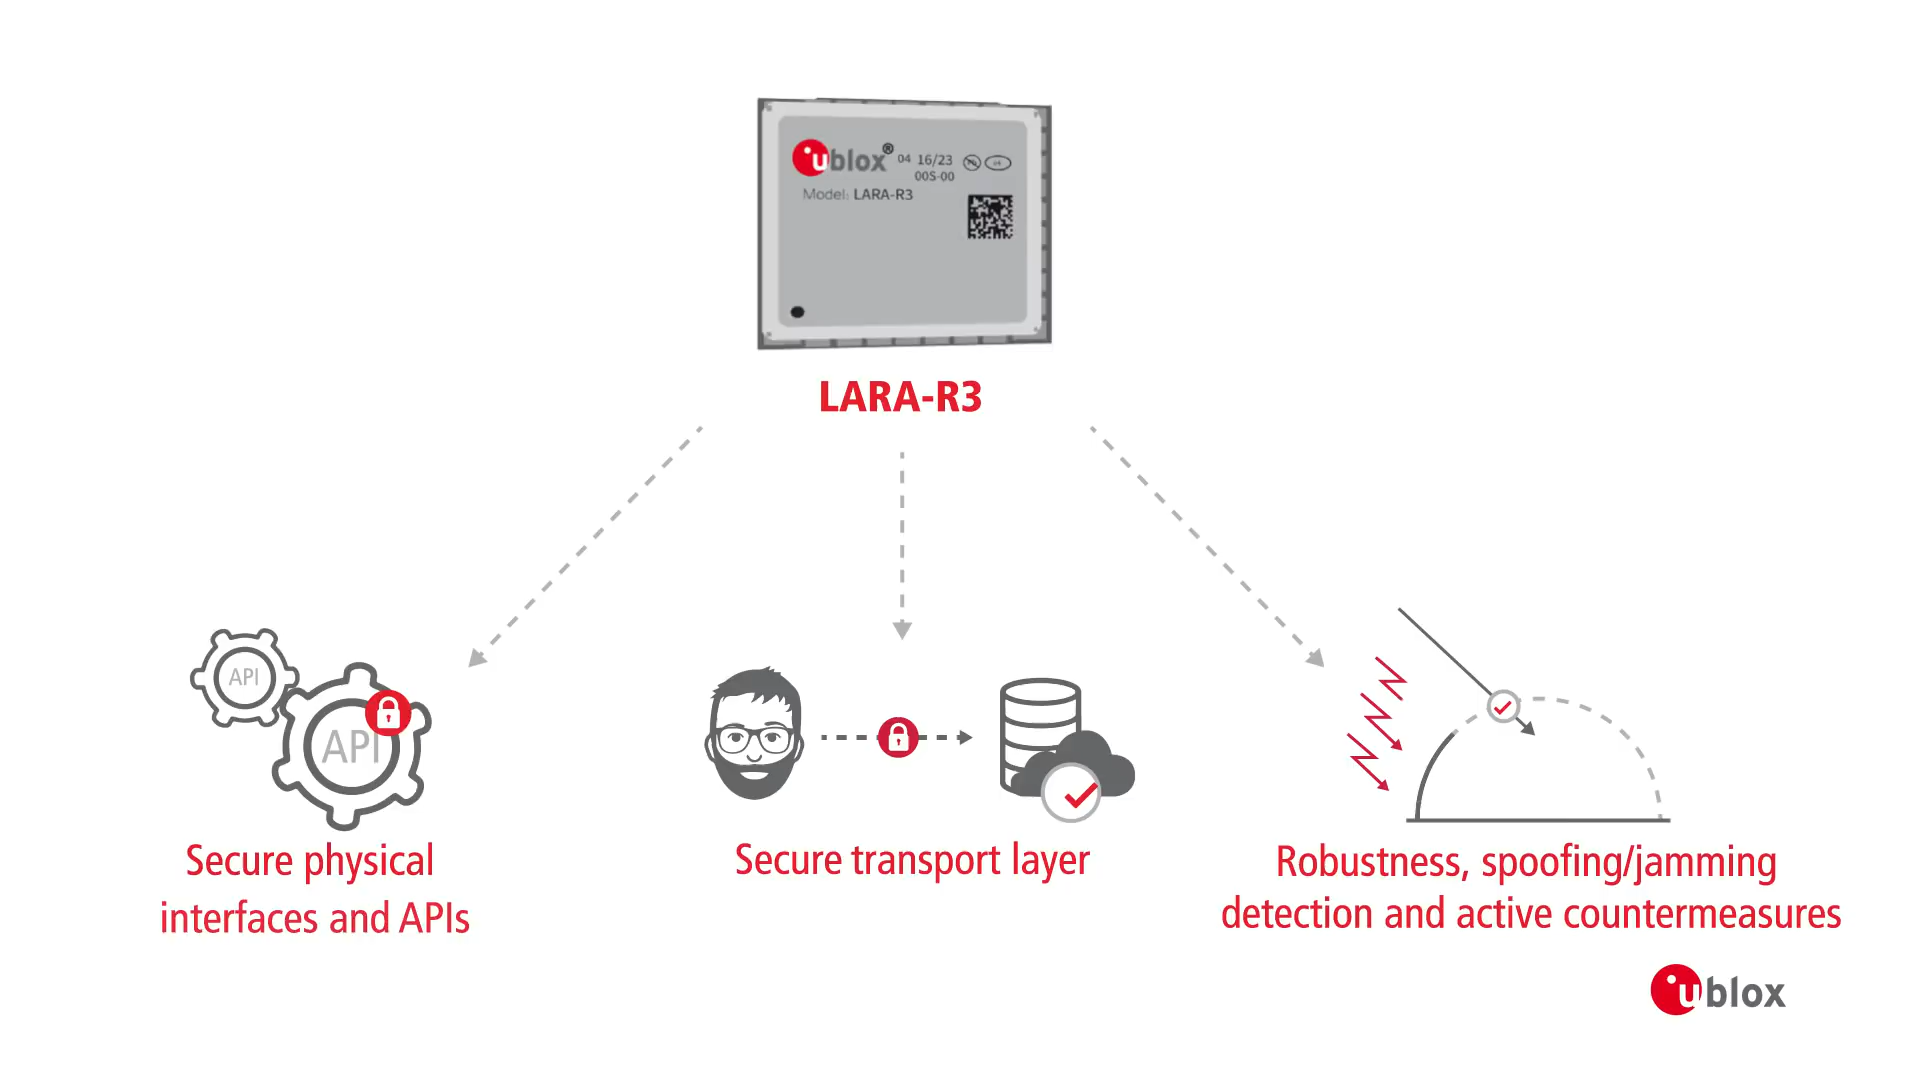 ublox® 04 16/23
00S-00
Model: LARA-R3
LARA-R3
API
API
Secure physical
interfaces and APIs
Secure transport layer
Robustness, spoofing/jamming
detection and active countermeasures
ublox